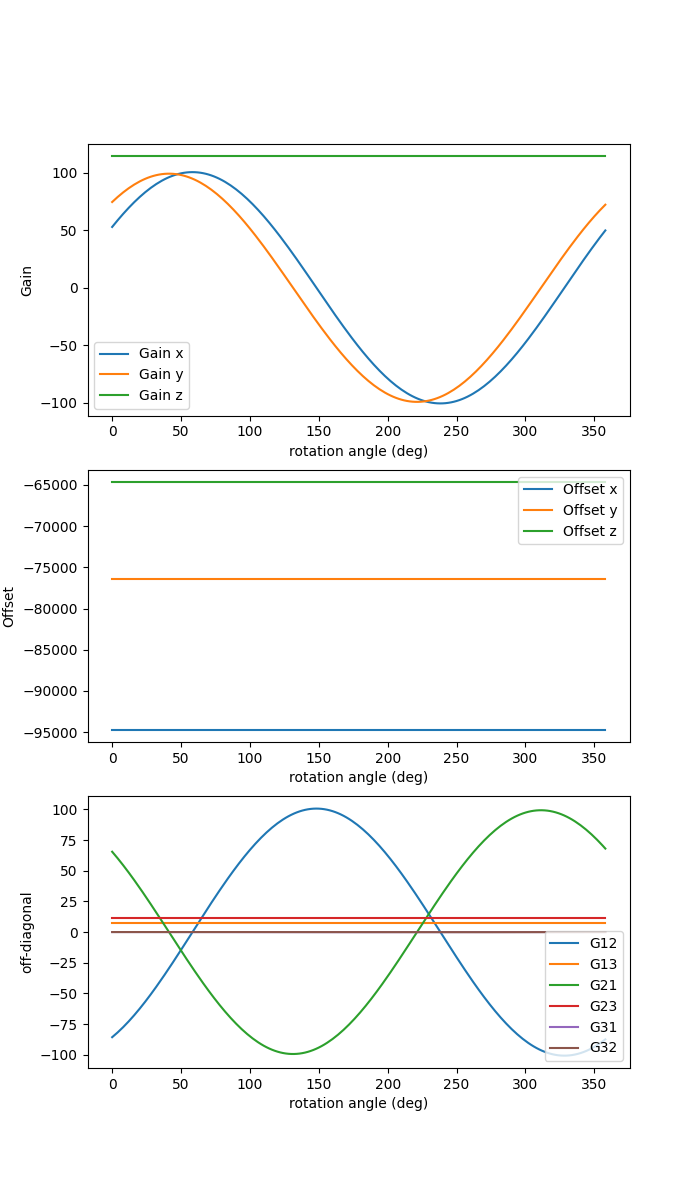 100
50
0
−50
−100
Gain
Gain x
Gain y
Gain z
0 50 100 150 200 250 300 350
rotation angle (deg)
−65000
−70000
−75000
−80000
−85000
−90000
−95000
Offset
Offset x
Offset y
Offset z
0 50 100 150 200 250 300 350
rotation angle (deg)
100
75
50
25
0
−25
−50
−75
−100
off-diagonal
G12
G13
G21
G23
G31
G32
0 50 100 150 200 250 300 350
rotation angle (deg)